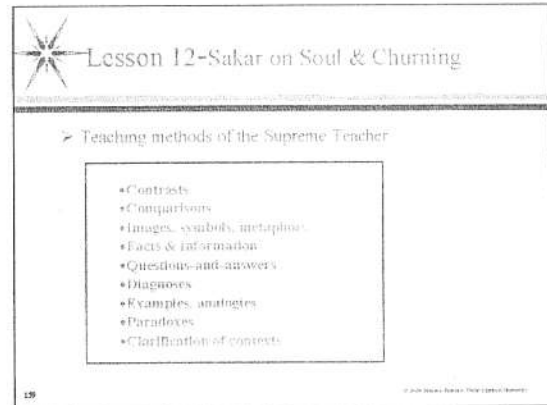 Lesson 12-Sakar on Soul & Churning
➢ Teaching methods of the Supreme Teacher
•Contrasts
•Comparisons
•Images, symbols, metaphors
•Facts & information
•Questions-and-answers
•Diagnoses
•Examples, analogies
•Paradoxes
•Clarification of contexts
159